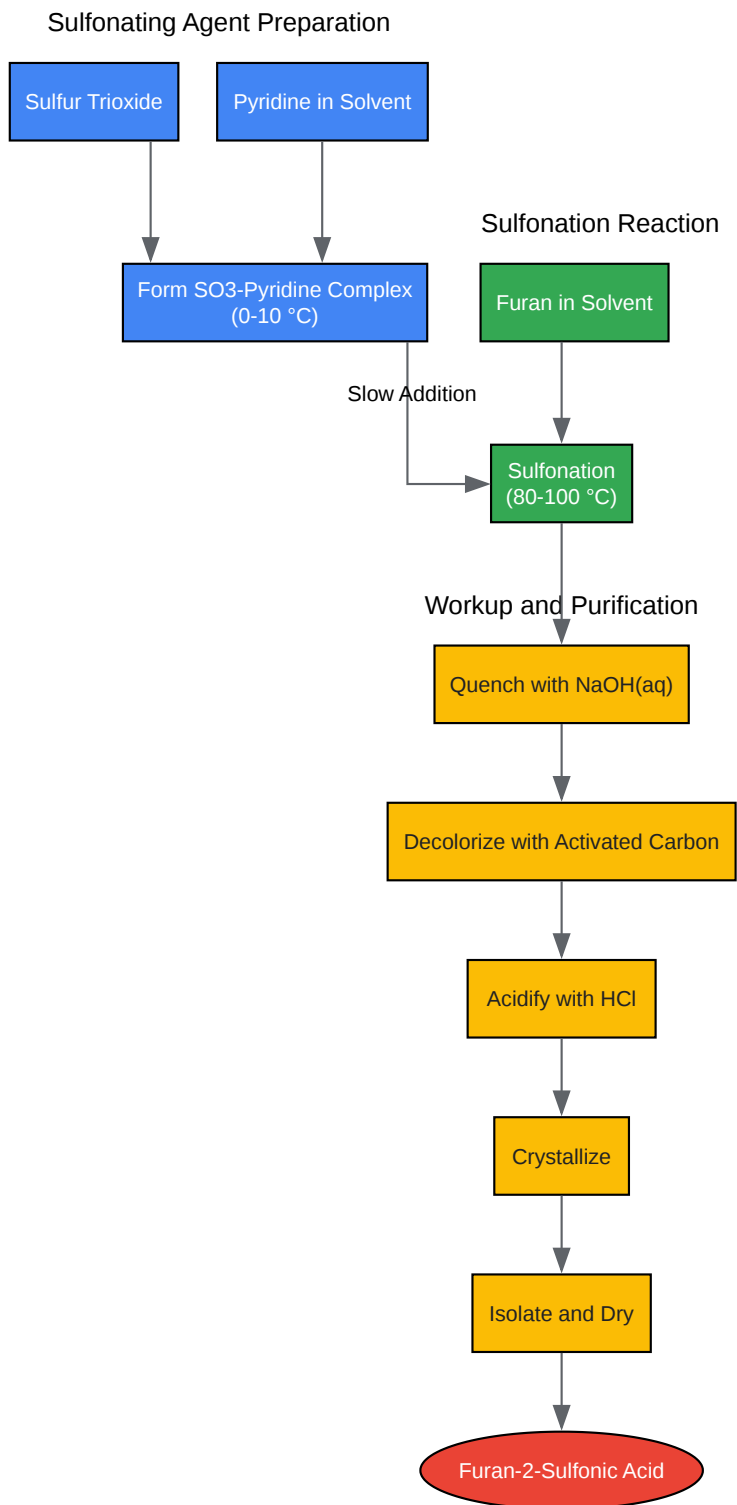 Sulfonating Agent Preparation
Sulfur Trioxide
Pyridine in Solvent
Sulfonation Reaction
Form SO3-Pyridine Complex
(0-10 °C)
Furan in Solvent
Slow Addition
Sulfonation
(80-100 °C)
Workup and Purification
Quench with NaOH(aq)
Decolorize with Activated Carbon
Acidify with HCl
Crystallize
Isolate and Dry
Furan-2-Sulfonic Acid